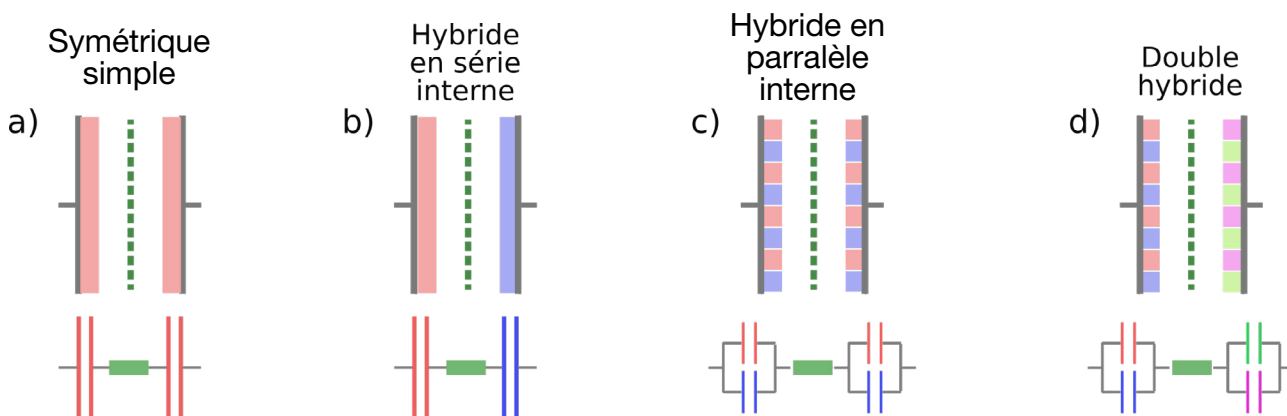 Symétrique
simple
Hybride
en série
interne
Hybride en
parralèle
interne
Double
hybride
a)
b)
c)
d)